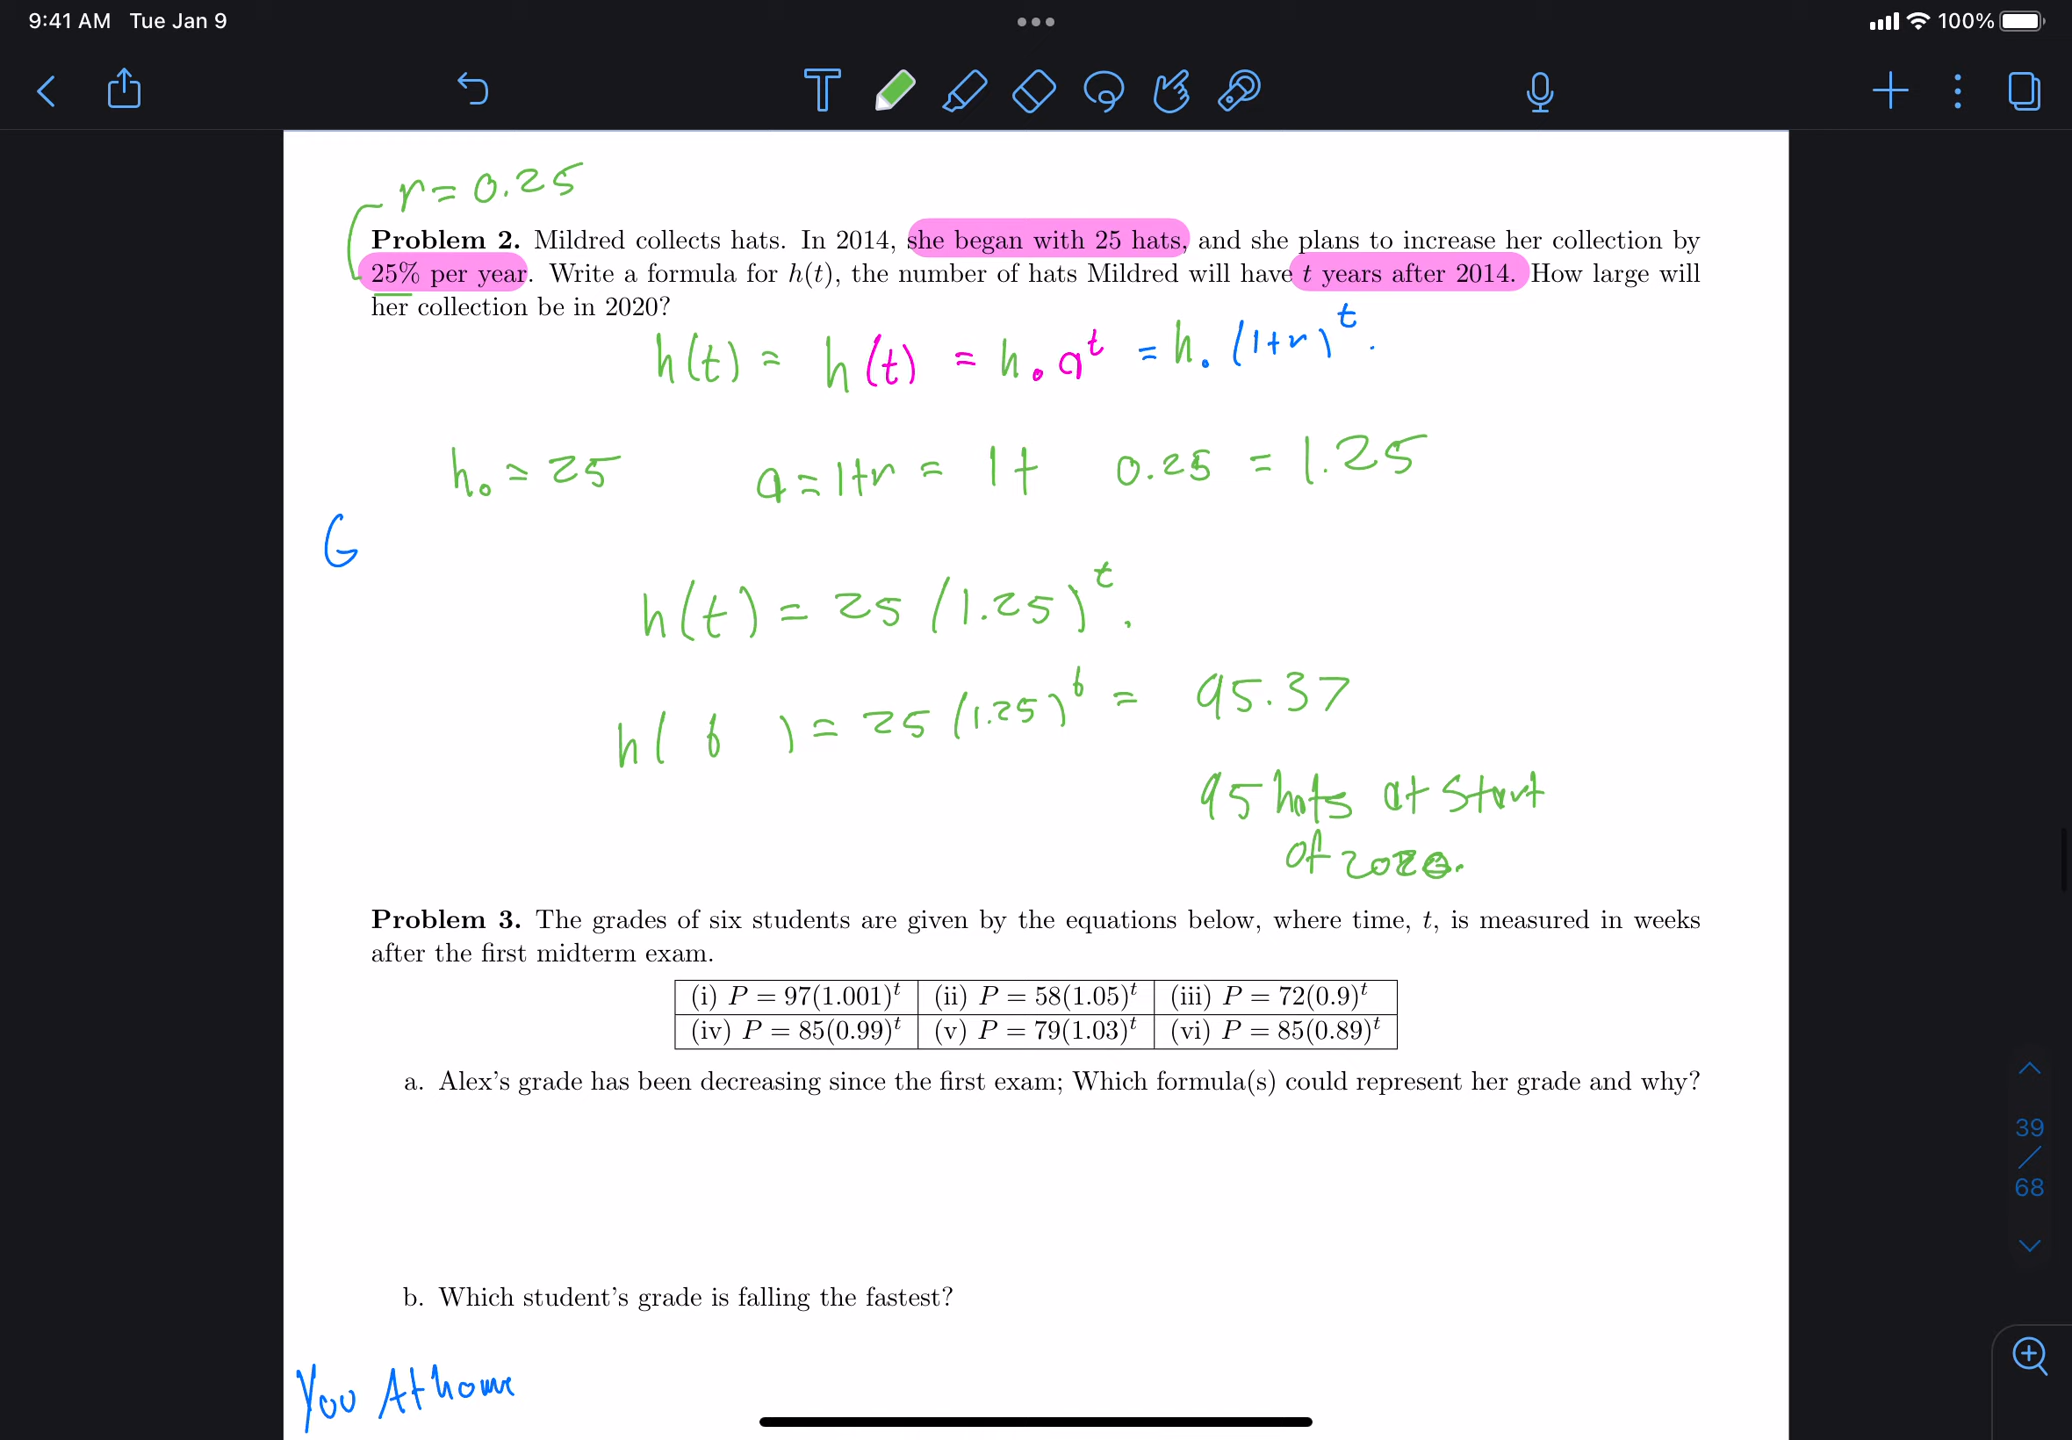 9:41 AM Tue Jan 9
100%
r = 0.25
Problem 2. Mildred collects hats. In 2014, she began with 25 hats, and she plans to increase her collection by
25% per year. Write a formula for h(t), the number of hats Mildred will have t years after 2014. How large will
her collection be in 2020?
h(t) = h(t) = h₀ aᵗ = h₀ (1+r)ᵗ.
h₀ = 25 a = 1+r = 1+ 0.25 = 1.25
G
h(t) = 25 (1.25)ᵗ.
h( 6 ) = 25 (1.25)⁶ = 95.37
95 hats at start
of 2020.
Problem 3. The grades of six students are given by the equations below, where time, t, is measured in weeks
after the first midterm exam.
(i) P = 97(1.001)ᵗ (ii) P = 58(1.05)ᵗ (iii) P = 72(0.9)ᵗ
(iv) P = 85(0.99)ᵗ (v) P = 79(1.03)ᵗ (vi) P = 85(0.89)ᵗ
a. Alex's grade has been decreasing since the first exam; Which formula(s) could represent her grade and why?
39
/
68
b. Which student's grade is falling the fastest?
You At home